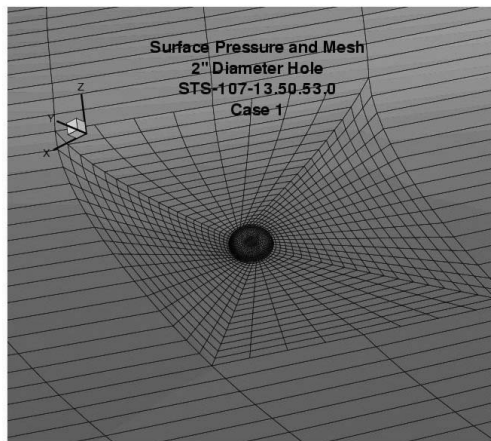 Surface Pressure and Mesh
2" Diameter Hole
STS-107-13.50.53.0
Case 1
Z
Y
X